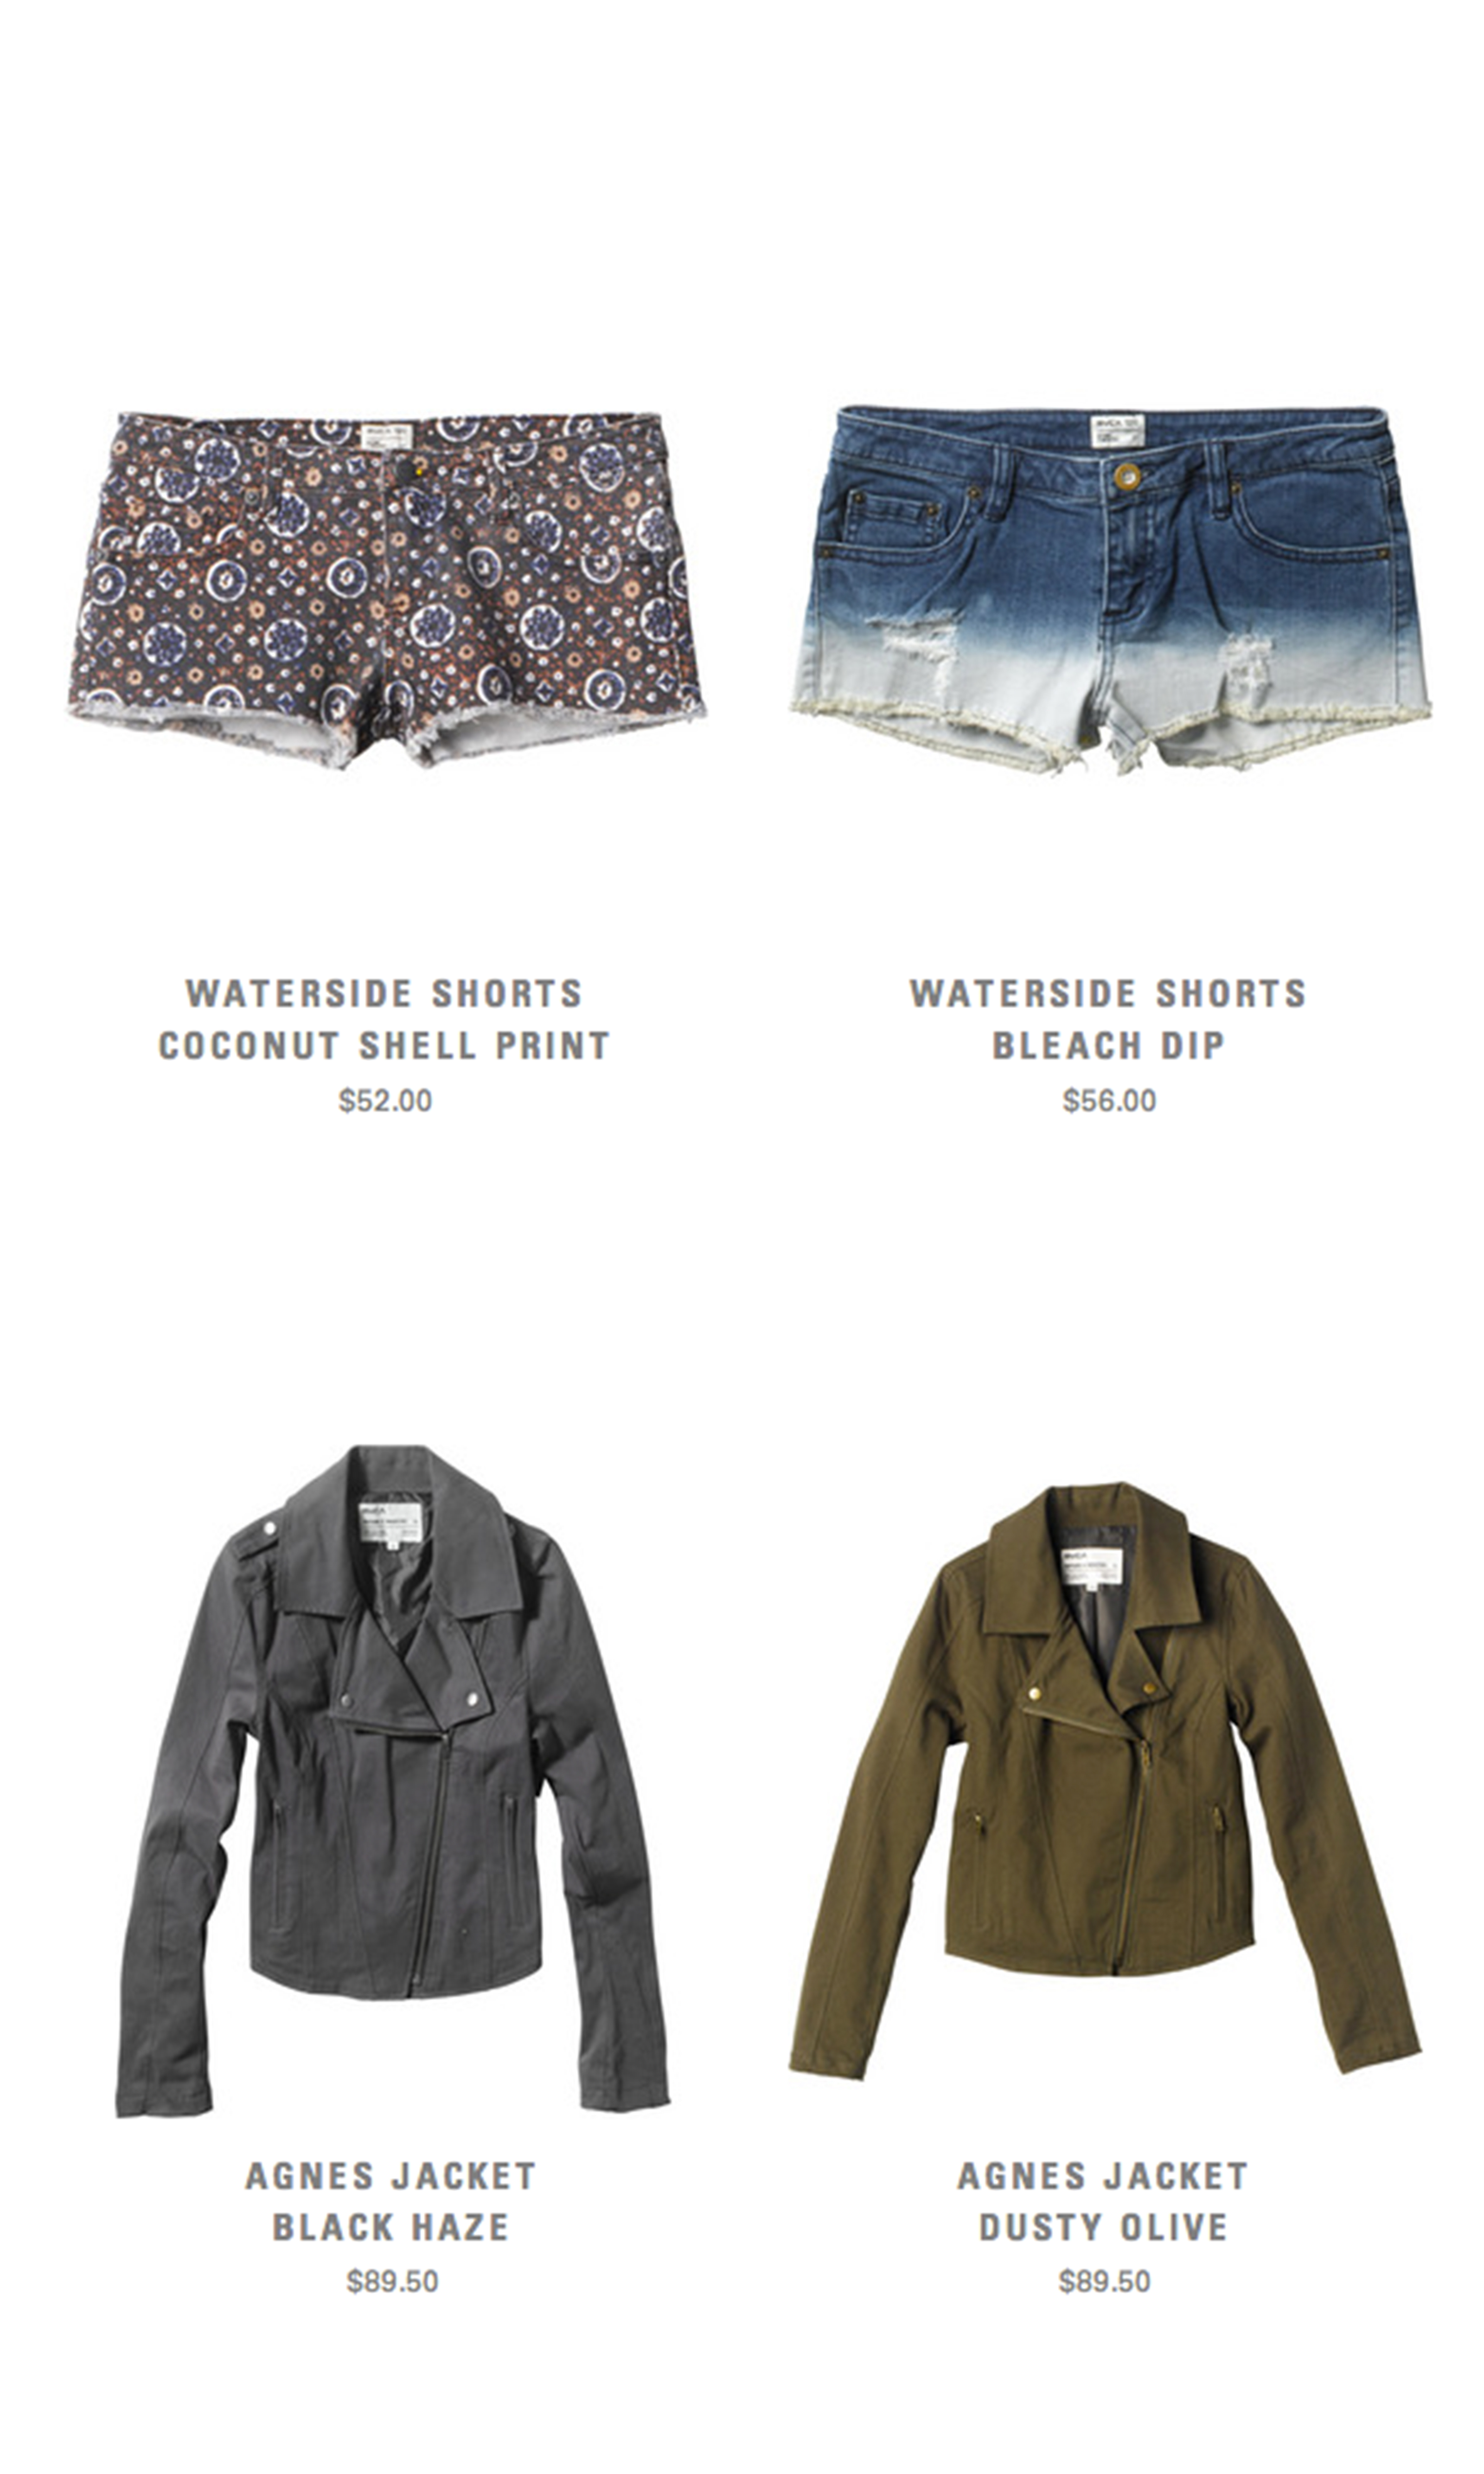 WATERSIDE SHORTS
COCONUT SHELL PRINT
$52.00
WATERSIDE SHORTS
BLEACH DIP
$56.00
AGNES JACKET
BLACK HAZE
$89.50
AGNES JACKET
DUSTY OLIVE
$89.50